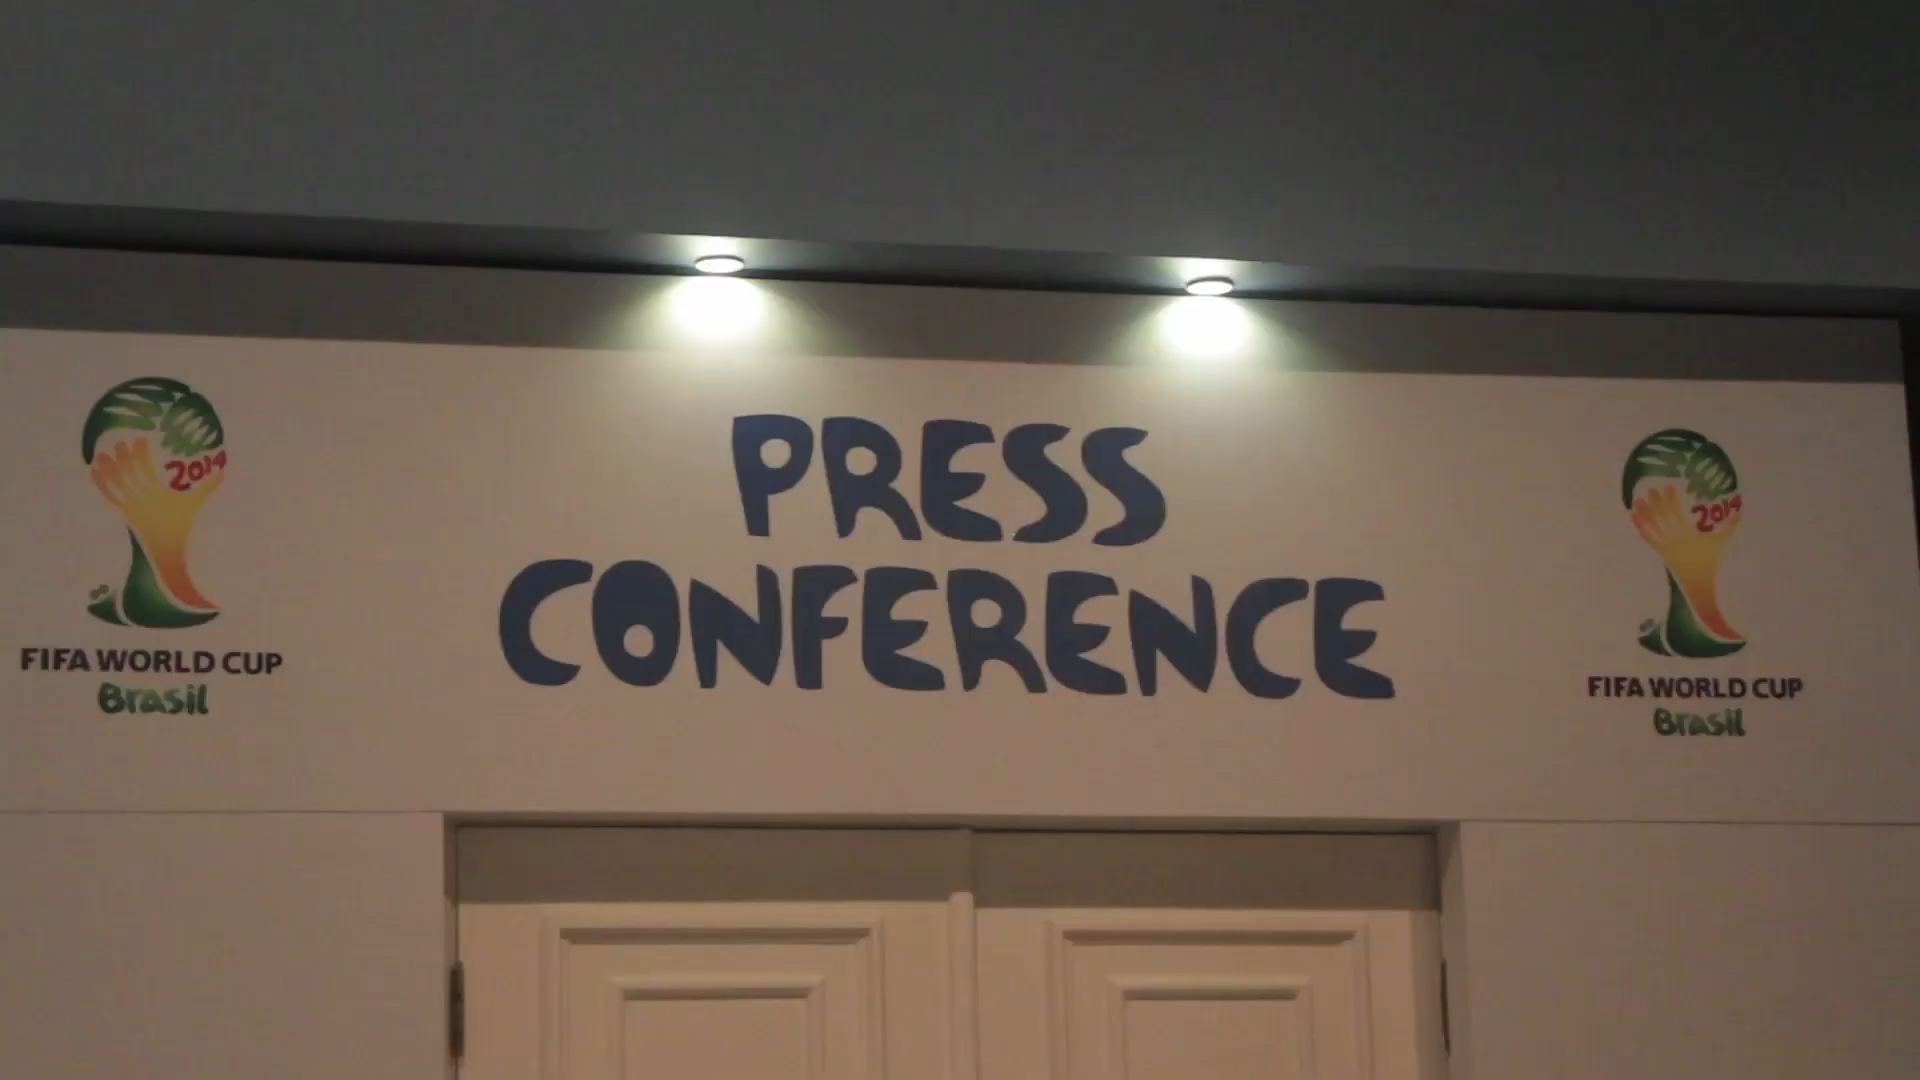 2014
FIFA WORLD CUP
Brasil
PRESS
CONFERENCE
2014
FIFA WORLD CUP
Brasil